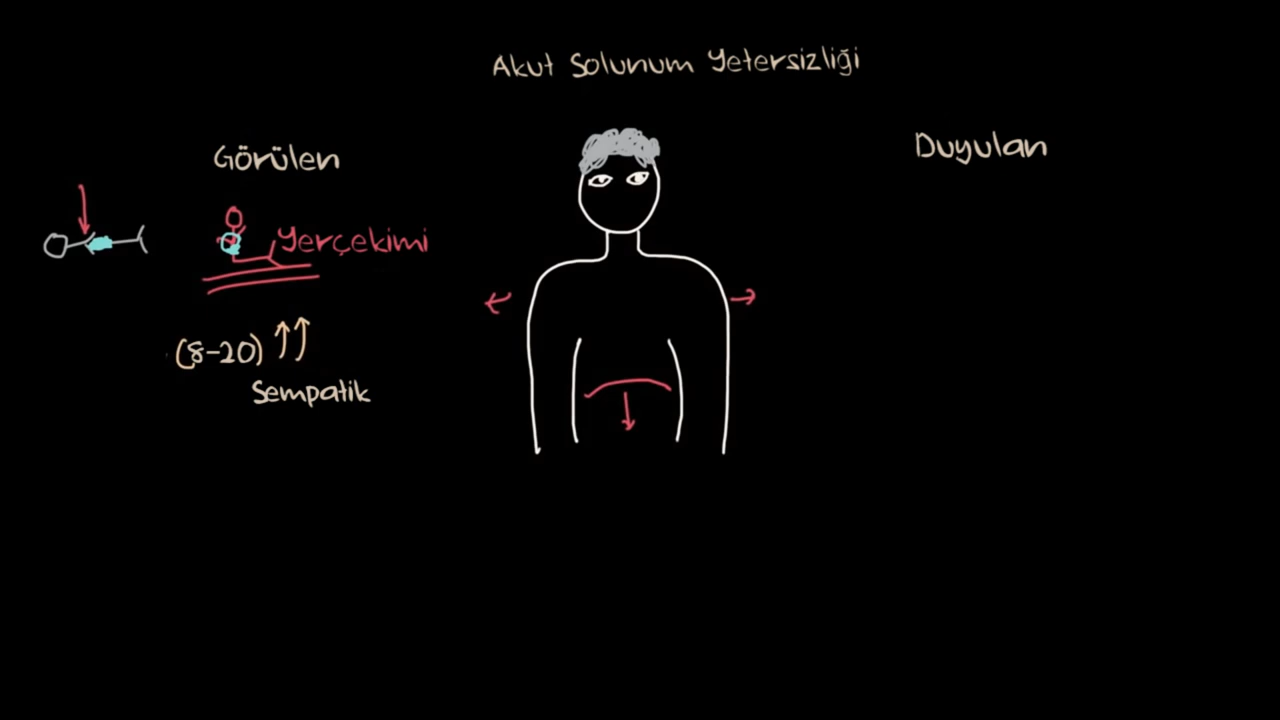 Akut Solunum Yetersizliği
Görülen
Duyulan
Yerçekimi
(8-20) ↑↑
Sempatik